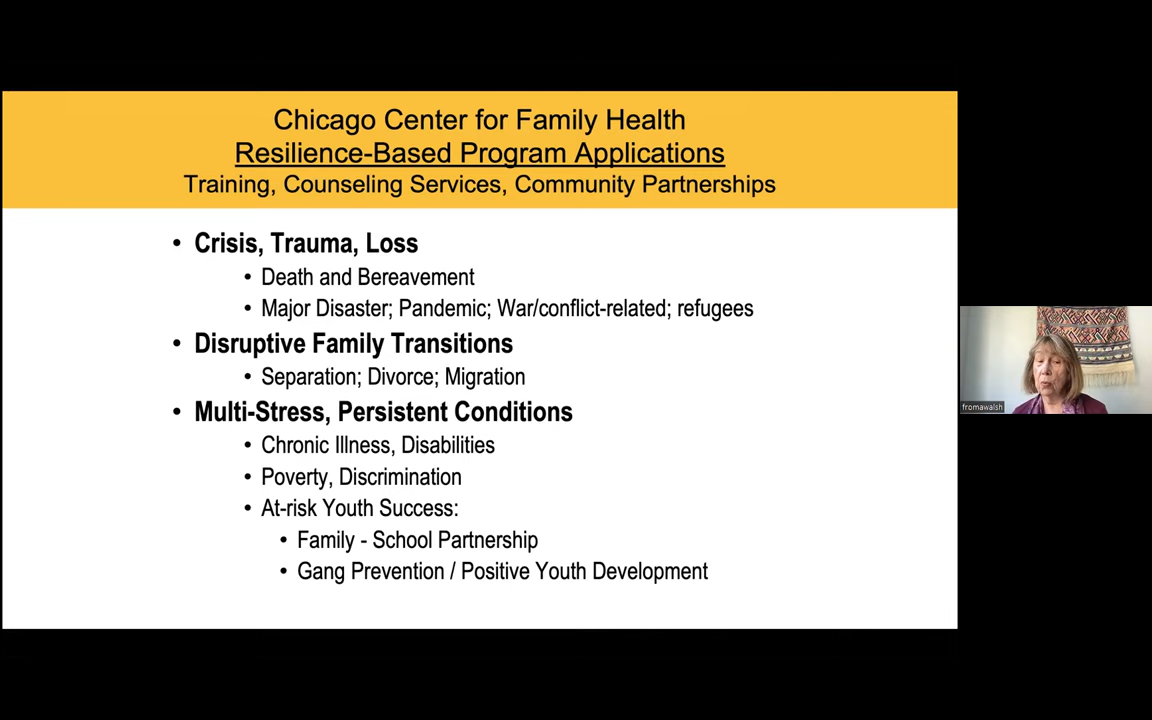 Chicago Center for Family Health
Resilience-Based Program Applications
Training, Counseling Services, Community Partnerships
• Crisis, Trauma, Loss
• Death and Bereavement
• Major Disaster; Pandemic; War/conflict-related; refugees
• Disruptive Family Transitions
• Separation; Divorce; Migration
• Multi-Stress, Persistent Conditions
• Chronic Illness, Disabilities
• Poverty, Discrimination
• At-risk Youth Success:
• Family - School Partnership
• Gang Prevention / Positive Youth Development
fromawalsh